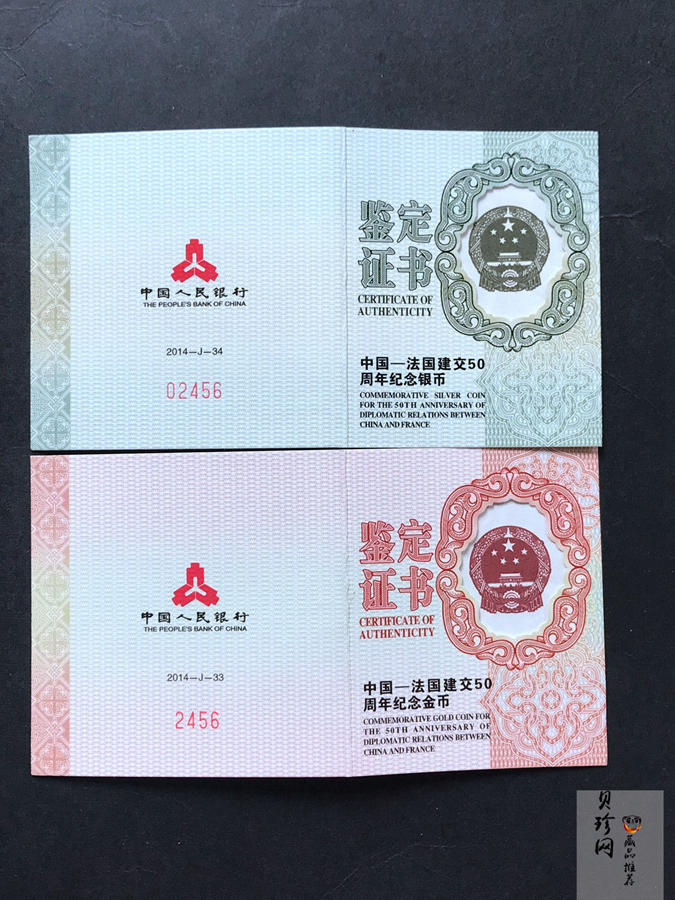 中国人民银行
THE PEOPLE'S BANK OF CHINA
2014—J—34
02456
鉴定
证书
CERTIFICATE OF
AUTHENTICITY
中国—法国建交50
周年纪念银币
COMMEMORATIVE SILVER COIN
FOR THE 50TH ANNIVERSARY OF
DIPLOMATIC RELATIONS BETWEEN
CHINA AND FRANCE
中国人民银行
THE PEOPLE'S BANK OF CHINA
2014—J—33
2456
鉴定
证书
CERTIFICATE OF
AUTHENTICITY
中国—法国建交50
周年纪念金币
COMMEMORATIVE GOLD COIN FOR
THE 50TH ANNIVERSARY OF
DIPLOMATIC RELATIONS BETWEEN
CHINA AND FRANCE
贝珍网
藏品推荐